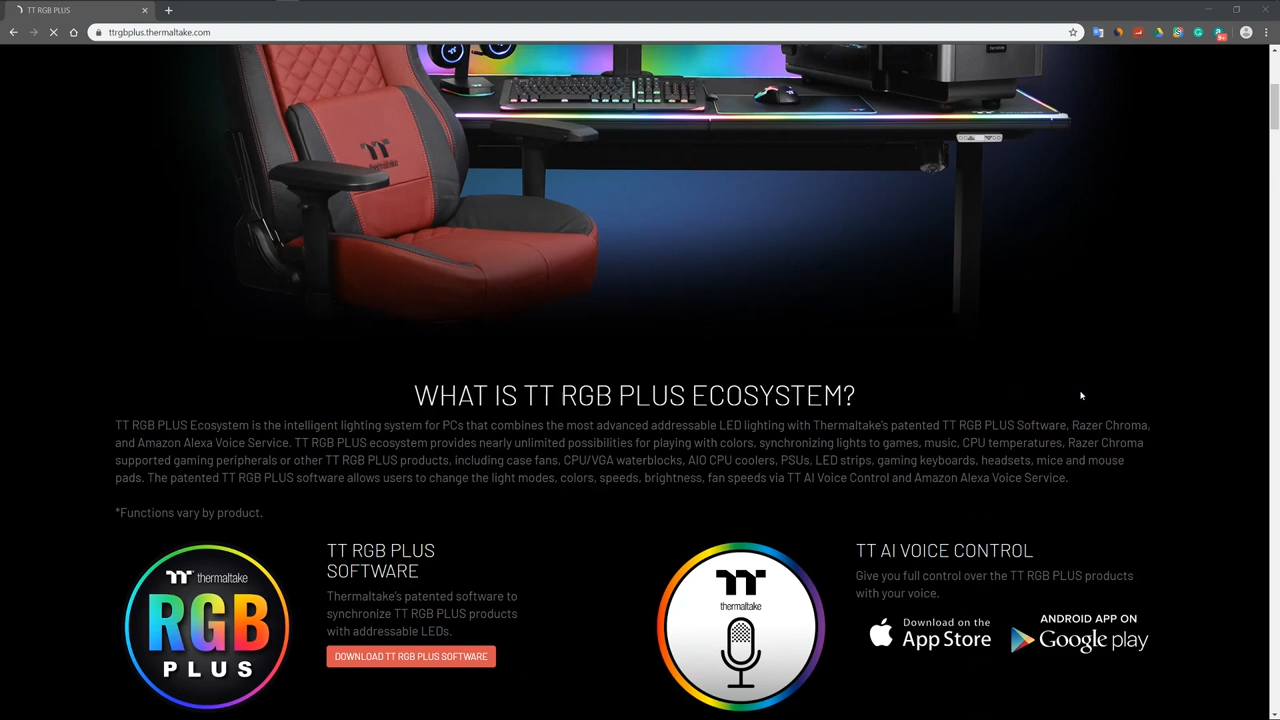 TT RGB PLUS
ttrgbplus.thermaltake.com
thermaltake
WHAT IS TT RGB PLUS ECOSYSTEM?
TT RGB PLUS Ecosystem is the intelligent lighting system for PCs that combines the most advanced addressable LED lighting with Thermaltake's patented TT RGB PLUS Software, Razer Chroma,
and Amazon Alexa Voice Service. TT RGB PLUS ecosystem provides nearly unlimited possibilities for playing with colors, synchronizing lights to games, music, CPU temperatures, Razer Chroma
supported gaming peripherals or other TT RGB PLUS products, including case fans, CPU/VGA waterblocks, AIO CPU coolers, PSUs, LED strips, gaming keyboards, headsets, mice and mouse
pads. The patented TT RGB PLUS software allows users to change the light modes, colors, speeds, brightness, fan speeds via TT AI Voice Control and Amazon Alexa Voice Service.
*Functions vary by product.
thermaltake
RGB
PLUS
TT RGB PLUS
SOFTWARE
Thermaltake's patented software to
synchronize TT RGB PLUS products
with addressable LEDs.
DOWNLOAD TT RGB PLUS SOFTWARE
thermaltake
TT AI VOICE CONTROL
Give you full control over the TT RGB PLUS products
with your voice.
Download on the
App Store
ANDROID APP ON
Google play